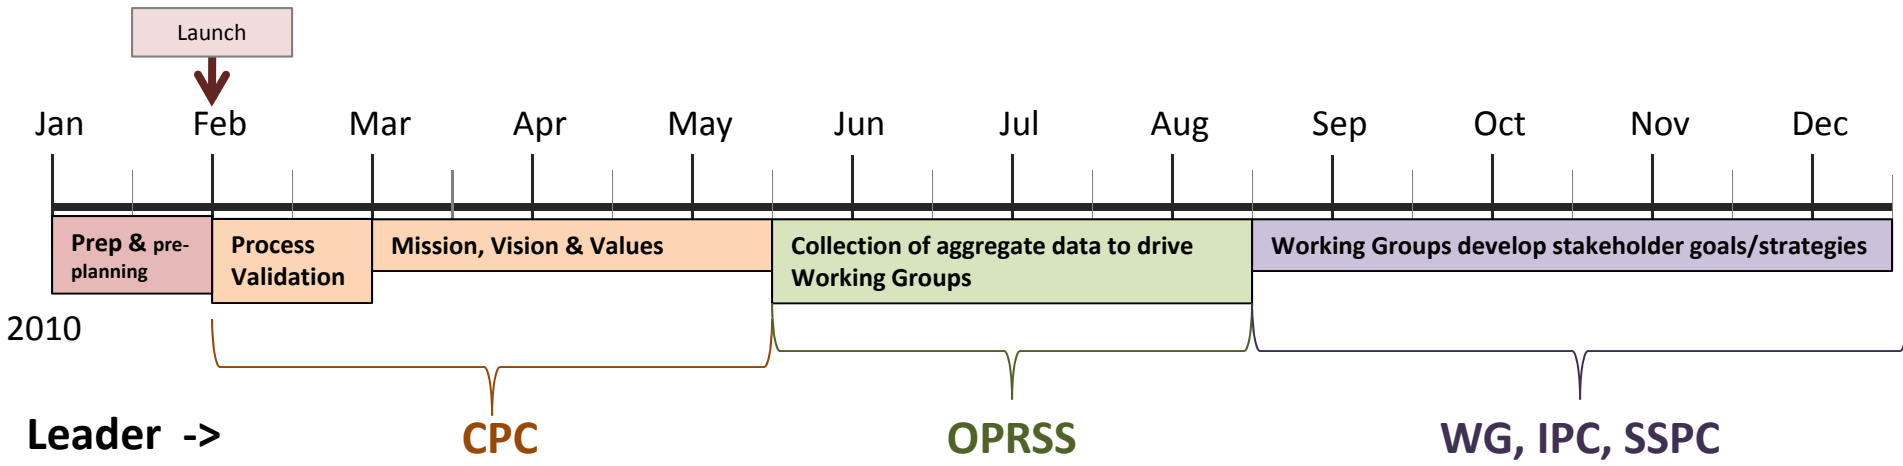 Launch
Jan Feb Mar Apr May Jun Jul Aug Sep Oct Nov Dec
Prep & pre-
planning
Process
Validation
Mission, Vision & Values
Collection of aggregate data to drive
Working Groups
Working Groups develop stakeholder goals/strategies
2010
Leader -> CPC OPRSS WG, IPC, SSPC